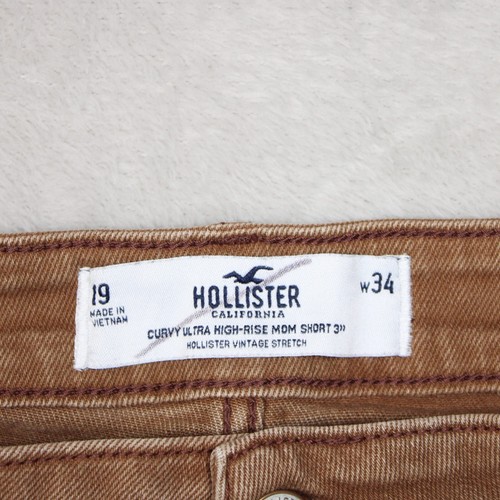 19
MADE IN
VIETNAM
HOLLISTER
CALIFORNIA
CURVY ULTRA HIGH-RISE MOM SHORT 3"
HOLLISTER VINTAGE STRETCH
W34